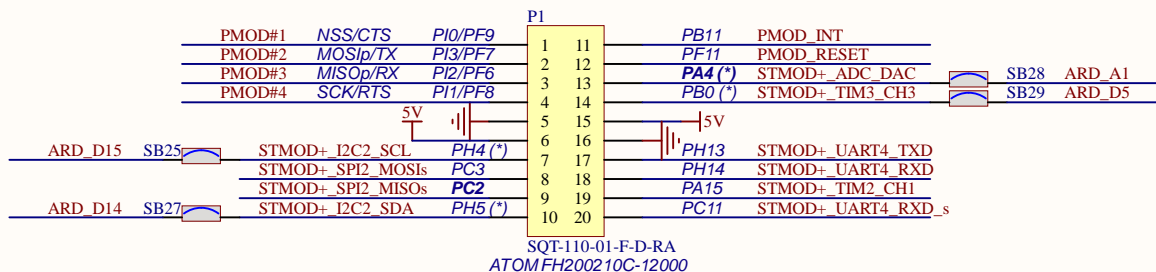 P1
PMOD#1 NSS/CTS PI0/PF9 1 11 PB11 PMOD_INT
PMOD#2 MOSIp/TX PI3/PF7 2 12 PF11 PMOD_RESET
PMOD#3 MISOp/RX PI2/PF6 3 13 PA4 (*) STMOD+_ADC_DAC SB28 ARD_A1
PMOD#4 SCK/RTS PI1/PF8 4 14 PB0 (*) STMOD+_TIM3_CH3 SB29 ARD_D5
5V 5 15 5V
6 16
ARD_D15 SB25 STMOD+_I2C2_SCL PH4 (*) 7 17 PH13 STMOD+_UART4_TXD
STMOD+_SPI2_MOSIs PC3 8 18 PH14 STMOD+_UART4_RXD
STMOD+_SPI2_MISOs PC2 9 19 PA15 STMOD+_TIM2_CH1
ARD_D14 SB27 STMOD+_I2C2_SDA PH5 (*) 10 20 PC11 STMOD+_UART4_RXD_s
SQT-110-01-F-D-RA
ATOM FH200210C-12000